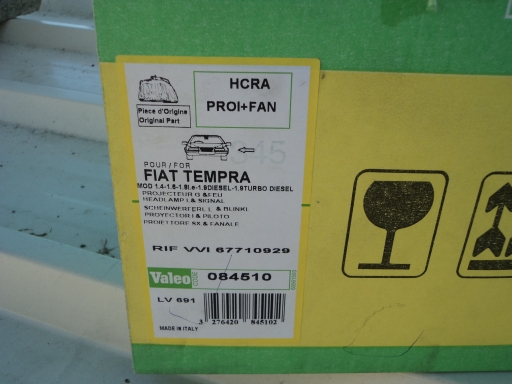 HCRA
PROI+FAN
Pièce d'Origine
Original Part
POUR / FOR
FIAT TEMPRA
MOD 1.4-1.6-1.8i.e-1.9DIESEL-1.9TURBO DIESEL
PROJECTEUR G &FEU
HEADLAMP L& SIGNAL
SCHEINWERFER L. & BLINKL
PROYECTOR I & PILOTO
PROIETTORE SX & FANALE
RIF VVI 67710929
Valeo
084510
LV 691
MADE IN ITALY
3 276420 845102